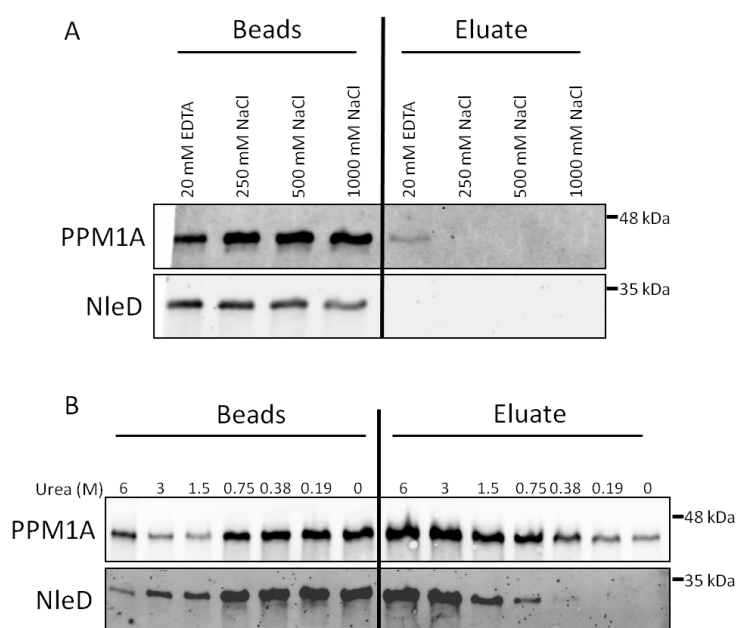 A
Beads Eluate
20 mM EDTA
250 mM NaCl
500 mM NaCl
1000 mM NaCl
20 mM EDTA
250 mM NaCl
500 mM NaCl
1000 mM NaCl
PPM1A 48 kDa
NleD 35 kDa
B
Beads Eluate
Urea (M) 6 3 1.5 0.75 0.38 0.19 0 6 3 1.5 0.75 0.38 0.19 0
PPM1A 48 kDa
NleD 35 kDa